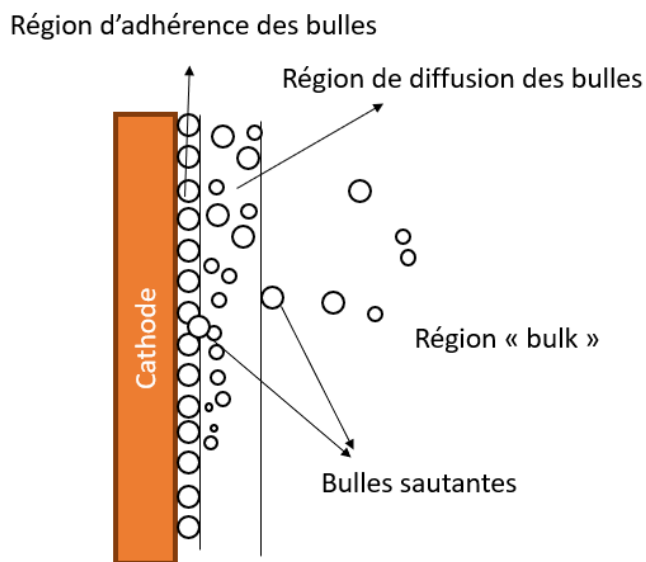 Région d’adhérence des bulles
Région de diffusion des bulles
Cathode
Région « bulk »
Bulles sautantes